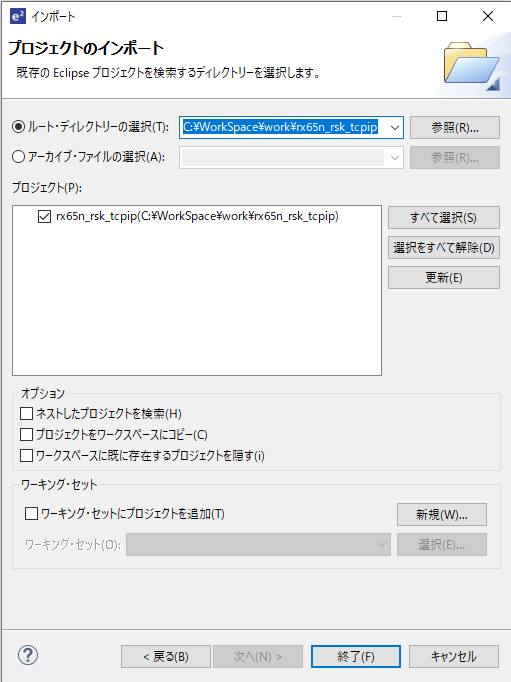 e² インポート
プロジェクトのインポート
既存の Eclipse プロジェクトを検索するディレクトリーを選択します。
ルート・ディレクトリーの選択(T): C:¥WorkSpace¥work¥rx65n_rsk_tcpip 参照(R)...
アーカイブ・ファイルの選択(A): 参照(R)...
プロジェクト(P):
rx65n_rsk_tcpip(C:¥WorkSpace¥work¥rx65n_rsk_tcpip)
すべて選択(S)
選択をすべて解除(D)
更新(E)
オプション
ネストしたプロジェクトを検索(H)
プロジェクトをワークスペースにコピー(C)
ワークスペースに既に存在するプロジェクトを隠す(i)
ワーキング・セット
ワーキング・セットにプロジェクトを追加(T) 新規(W)...
ワーキング・セット(O): 選択(E)...
? < 戻る(B) 次へ(N) > 終了(F) キャンセル